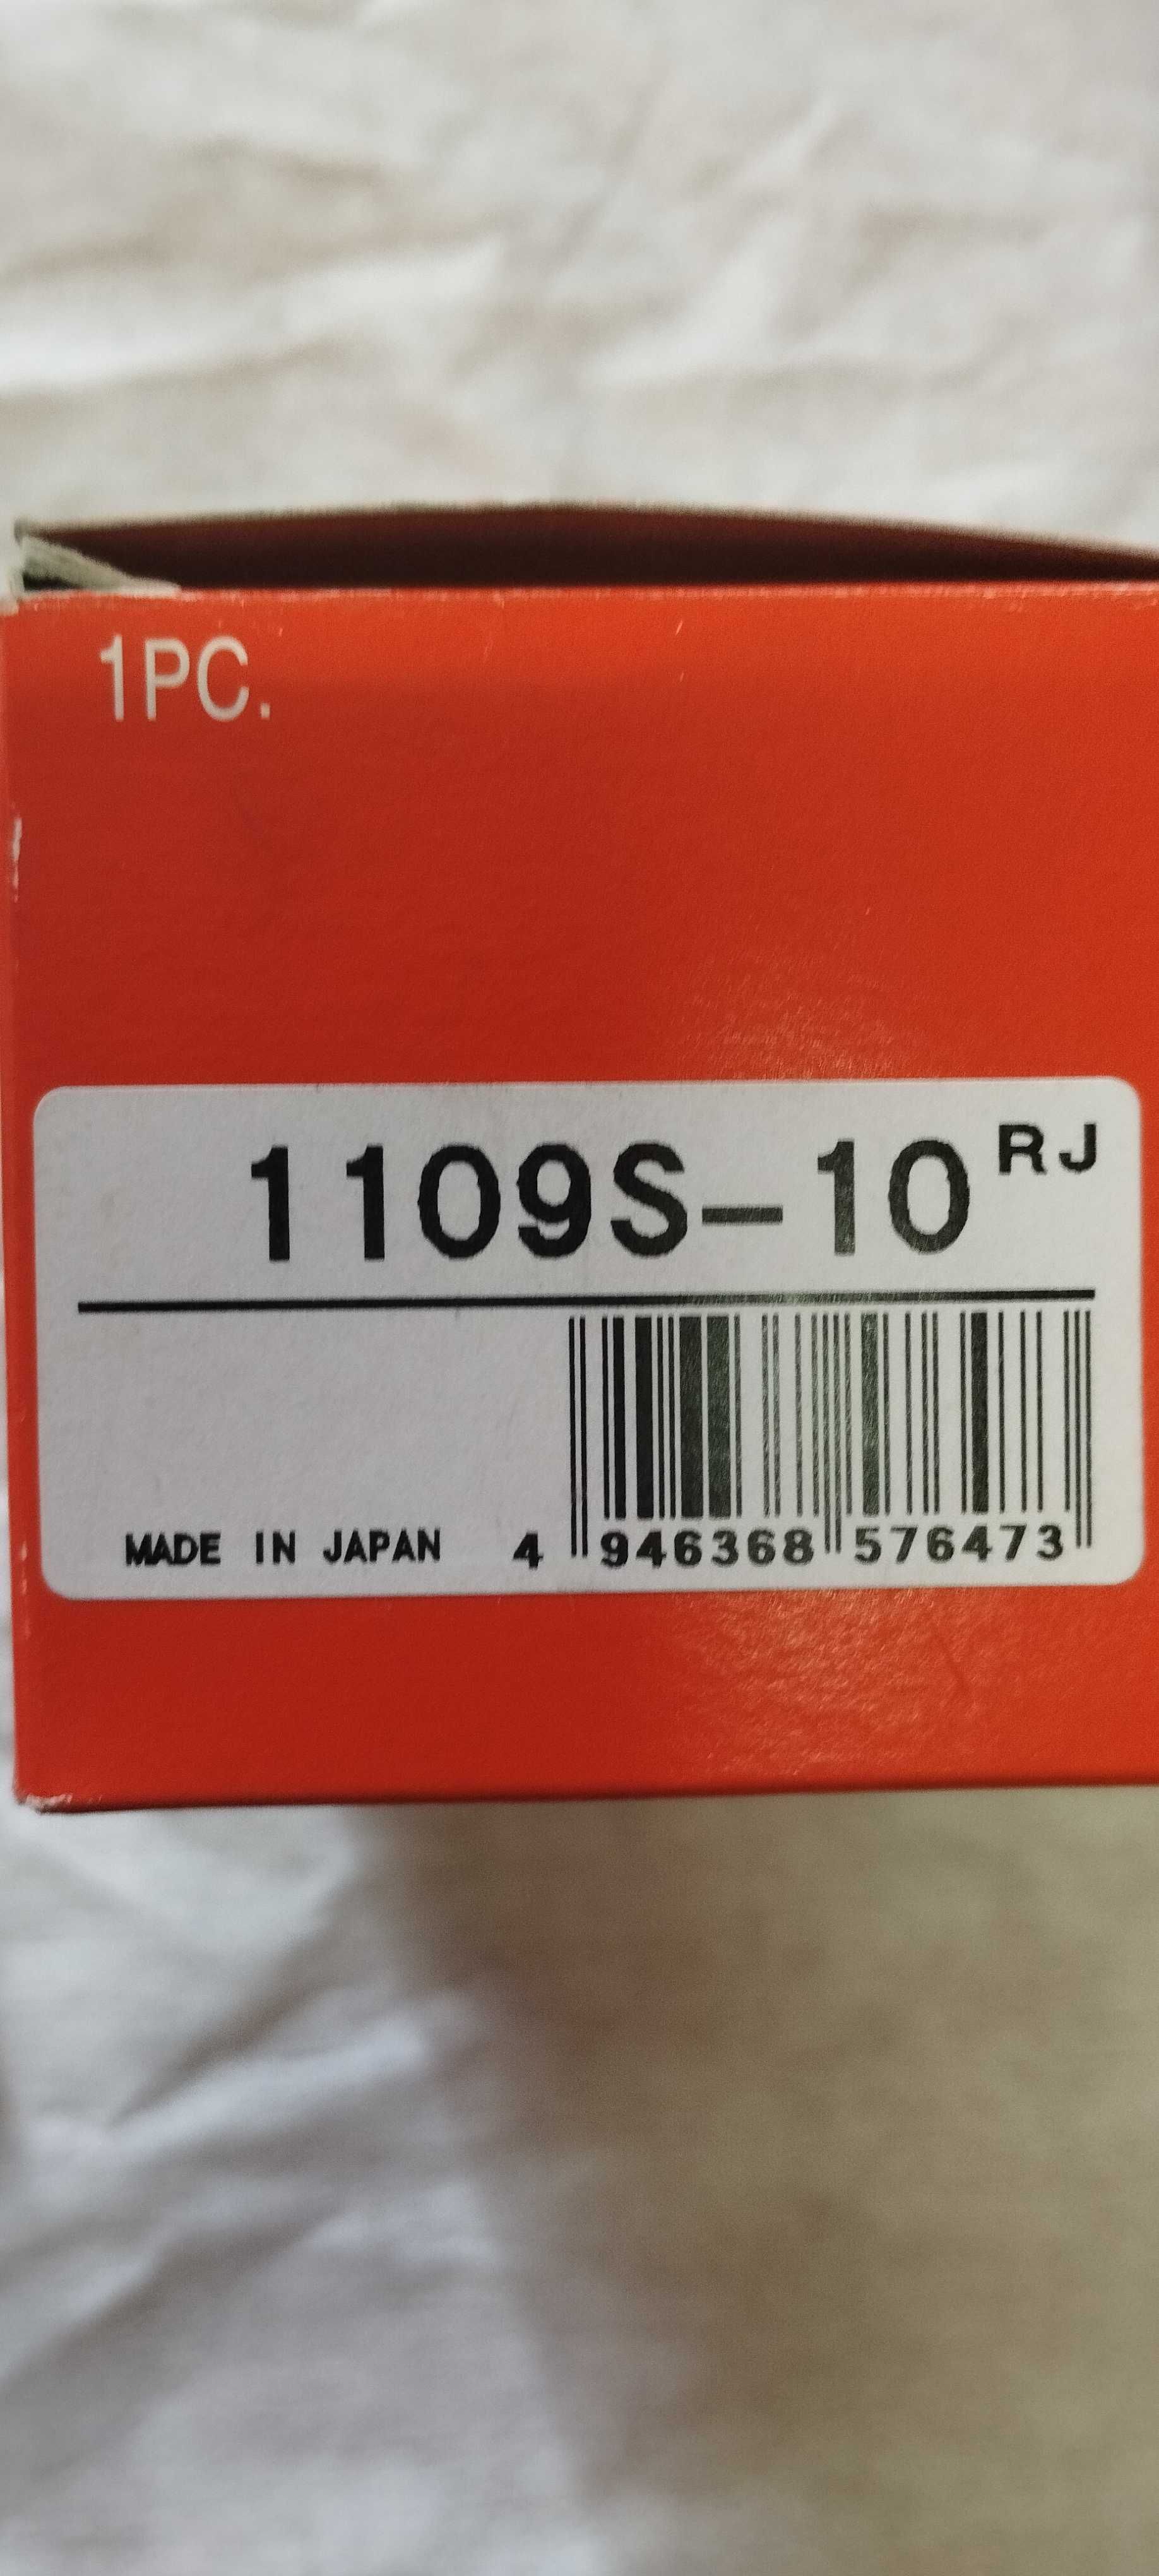 1PC.
1109S-10 RJ
MADE IN JAPAN 4 946368 576473